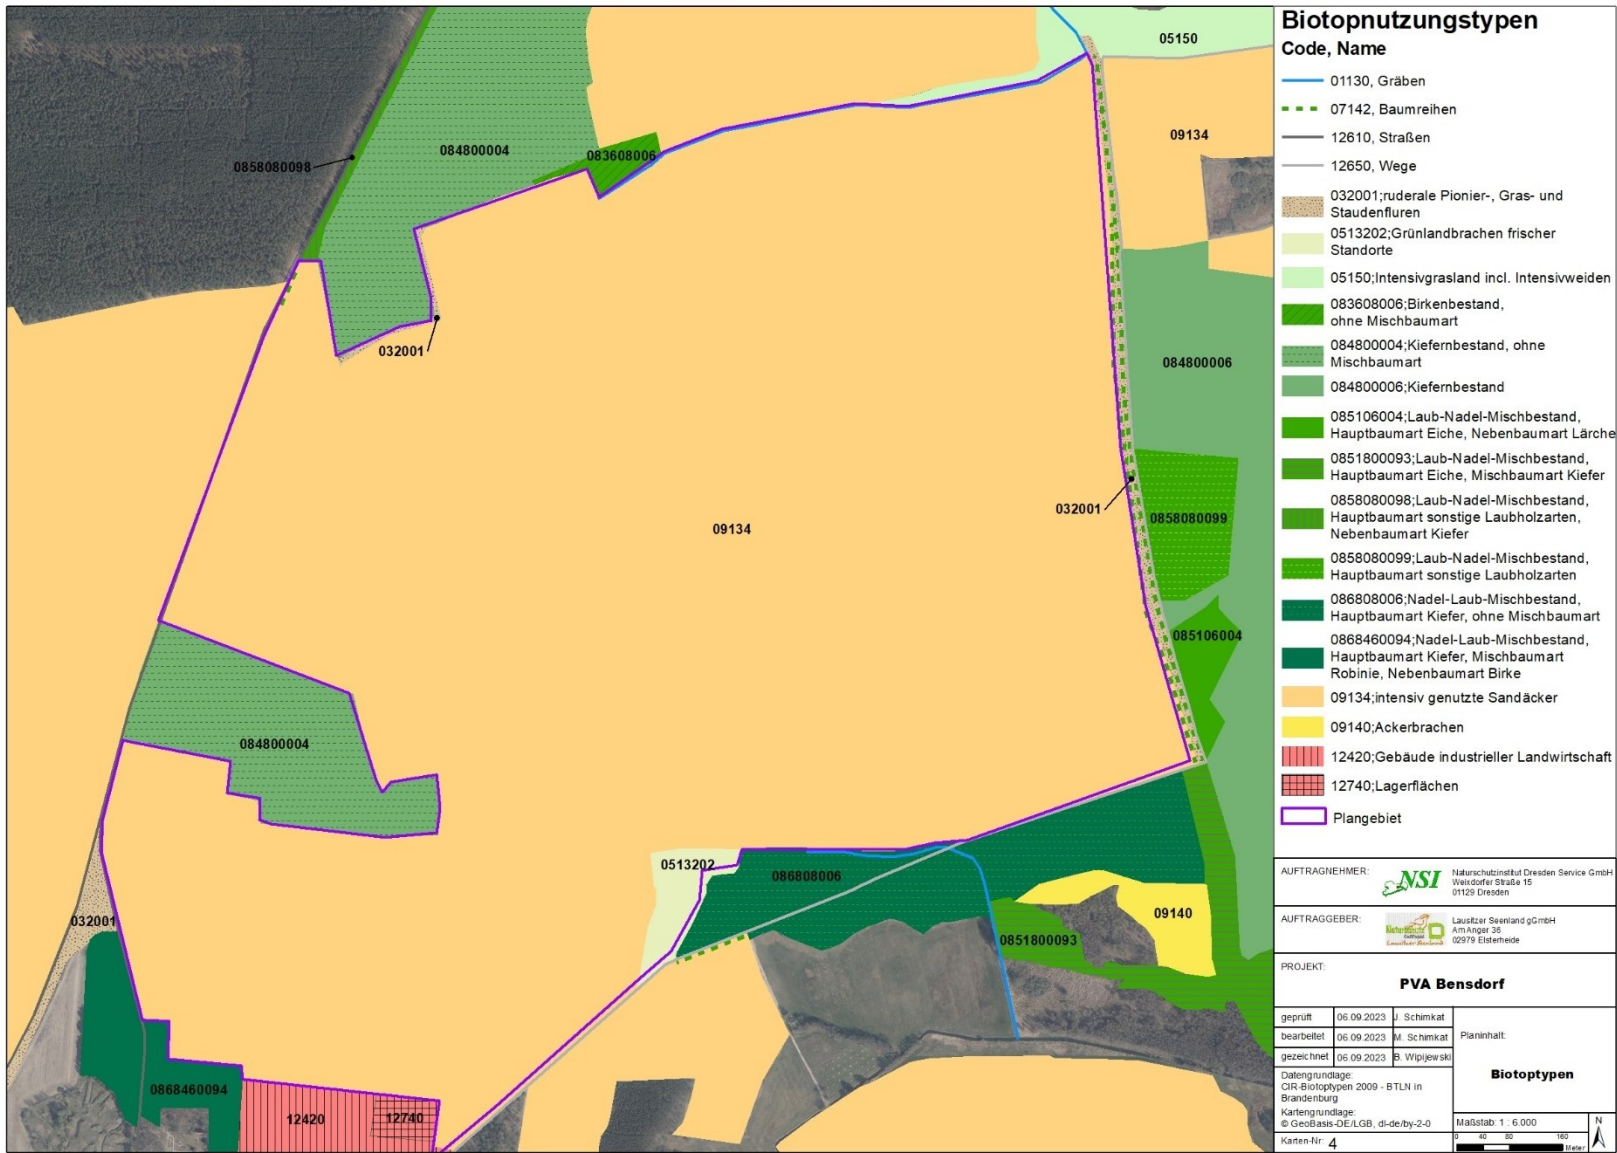 05150
09134
0858080098
084800004
083608006
032001
084800006
09134
032001
0858080099
085106004
084800004
0513202
086808006
09140
0851800093
032001
0868460094
12420
12740
Biotopnutzungstypen
Code, Name
01130, Gräben
07142, Baumreihen
12610, Straßen
12650, Wege
032001;ruderale Pionier-, Gras- und
Staudenfluren
0513202;Grünlandbrachen frischer
Standorte
05150;Intensivgrasland incl. Intensivweiden
083608006;Birkenbestand,
ohne Mischbaumart
084800004;Kiefernbestand, ohne
Mischbaumart
084800006;Kiefernbestand
085106004;Laub-Nadel-Mischbestand,
Hauptbaumart Eiche, Nebenbaumart Lärche
0851800093;Laub-Nadel-Mischbestand,
Hauptbaumart Eiche, Mischbaumart Kiefer
0858080098;Laub-Nadel-Mischbestand,
Hauptbaumart sonstige Laubholzarten,
Nebenbaumart Kiefer
0858080099;Laub-Nadel-Mischbestand,
Hauptbaumart sonstige Laubholzarten
086808006;Nadel-Laub-Mischbestand,
Hauptbaumart Kiefer, ohne Mischbaumart
0868460094;Nadel-Laub-Mischbestand,
Hauptbaumart Kiefer, Mischbaumart
Robinie, Nebenbaumart Birke
09134;intensiv genutzte Sandäcker
09140;Ackerbrachen
12420;Gebäude industrieller Landwirtschaft
12740;Lagerflächen
Plangebiet
AUFTRAGNEHMER:
NSI
Naturschutzinstitut Dresden Service GmbH
Weixdorfer Straße 15
01129 Dresden
AUFTRAGGEBER:
Lausitzer Seenland
Lausitzer Seenland gGmbH
Am Anger 36
02979 Elsterheide
PROJEKT:
PVA Bensdorf
geprüft 06.09.2023 J. Schimkat
bearbeitet 06.09.2023 M. Schimkat
gezeichnet 06.09.2023 B. Wipijewski
Planinhalt:
Biotoptypen
Datengrundlage:
CIR-Biotoptypen 2009 - BTLN in
Brandenburg
Kartengrundlage:
© GeoBasis-DE/LGB, dl-de/by-2-0
Karten-Nr: 4
Maßstab: 1 : 6.000
0 40 80 160
Meter
N